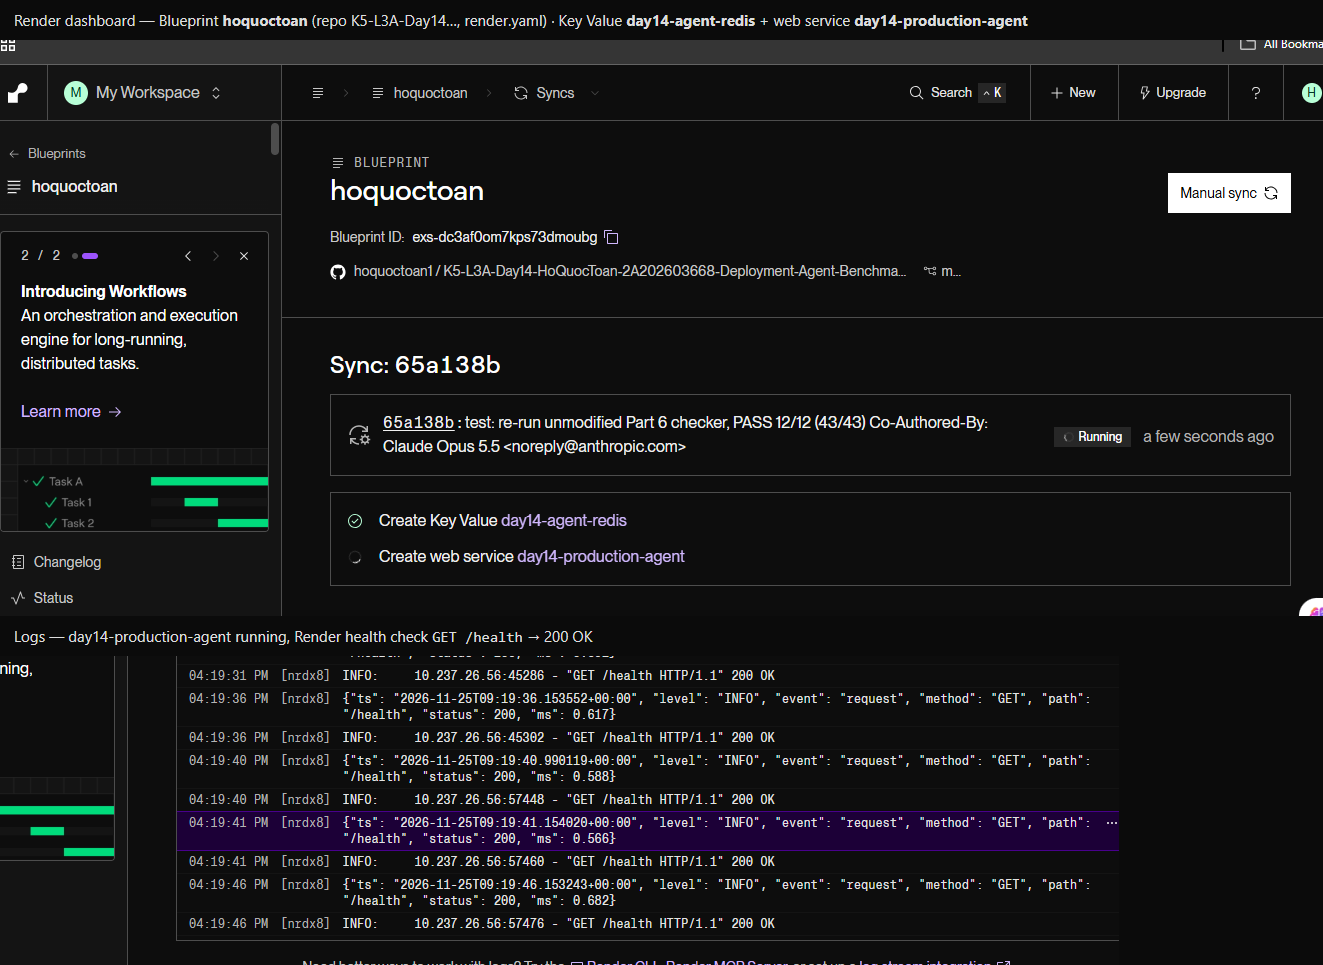 Render dashboard — Blueprint hoquoctoan (repo K5-L3A-Day14..., render.yaml) · Key Value day14-agent-redis + web service day14-production-agent
All Bookma
M My Workspace
hoquoctoan
Syncs
Search ^ K
+ New
Upgrade
?
H
← Blueprints
hoquoctoan
2 / 2
Introducing Workflows
An orchestration and execution
engine for long-running,
distributed tasks.
Learn more →
Task A
Task 1
Task 2
Changelog
Status
BLUEPRINT
hoquoctoan
Manual sync
Blueprint ID: exs-dc3af0om7kps73dmoubg
hoquoctoan1 / K5-L3A-Day14-HoQuocToan-2A202603668-Deployment-Agent-Benchma... m...
Sync: 65a138b
65a138b : test: re-run unmodified Part 6 checker, PASS 12/12 (43/43) Co-Authored-By:
Claude Opus 5.5 <noreply@anthropic.com>
Running a few seconds ago
Create Key Value day14-agent-redis
Create web service day14-production-agent
Logs — day14-production-agent running, Render health check GET /health → 200 OK
ning,
04:19:31 PM [nrdx8] INFO: 10.237.26.56:45286 - "GET /health HTTP/1.1" 200 OK
04:19:36 PM [nrdx8] {"ts": "2026-11-25T09:19:36.153552+00:00", "level": "INFO", "event": "request", "method": "GET", "path":
"/health", "status": 200, "ms": 0.617}
04:19:36 PM [nrdx8] INFO: 10.237.26.56:45302 - "GET /health HTTP/1.1" 200 OK
04:19:40 PM [nrdx8] {"ts": "2026-11-25T09:19:40.990119+00:00", "level": "INFO", "event": "request", "method": "GET", "path":
"/health", "status": 200, "ms": 0.588}
04:19:40 PM [nrdx8] INFO: 10.237.26.56:57448 - "GET /health HTTP/1.1" 200 OK
04:19:41 PM [nrdx8] {"ts": "2026-11-25T09:19:41.154020+00:00", "level": "INFO", "event": "request", "method": "GET", "path": ...
"/health", "status": 200, "ms": 0.566}
04:19:41 PM [nrdx8] INFO: 10.237.26.56:57460 - "GET /health HTTP/1.1" 200 OK
04:19:46 PM [nrdx8] {"ts": "2026-11-25T09:19:46.153243+00:00", "level": "INFO", "event": "request", "method": "GET", "path":
"/health", "status": 200, "ms": 0.682}
04:19:46 PM [nrdx8] INFO: 10.237.26.56:57476 - "GET /health HTTP/1.1" 200 OK